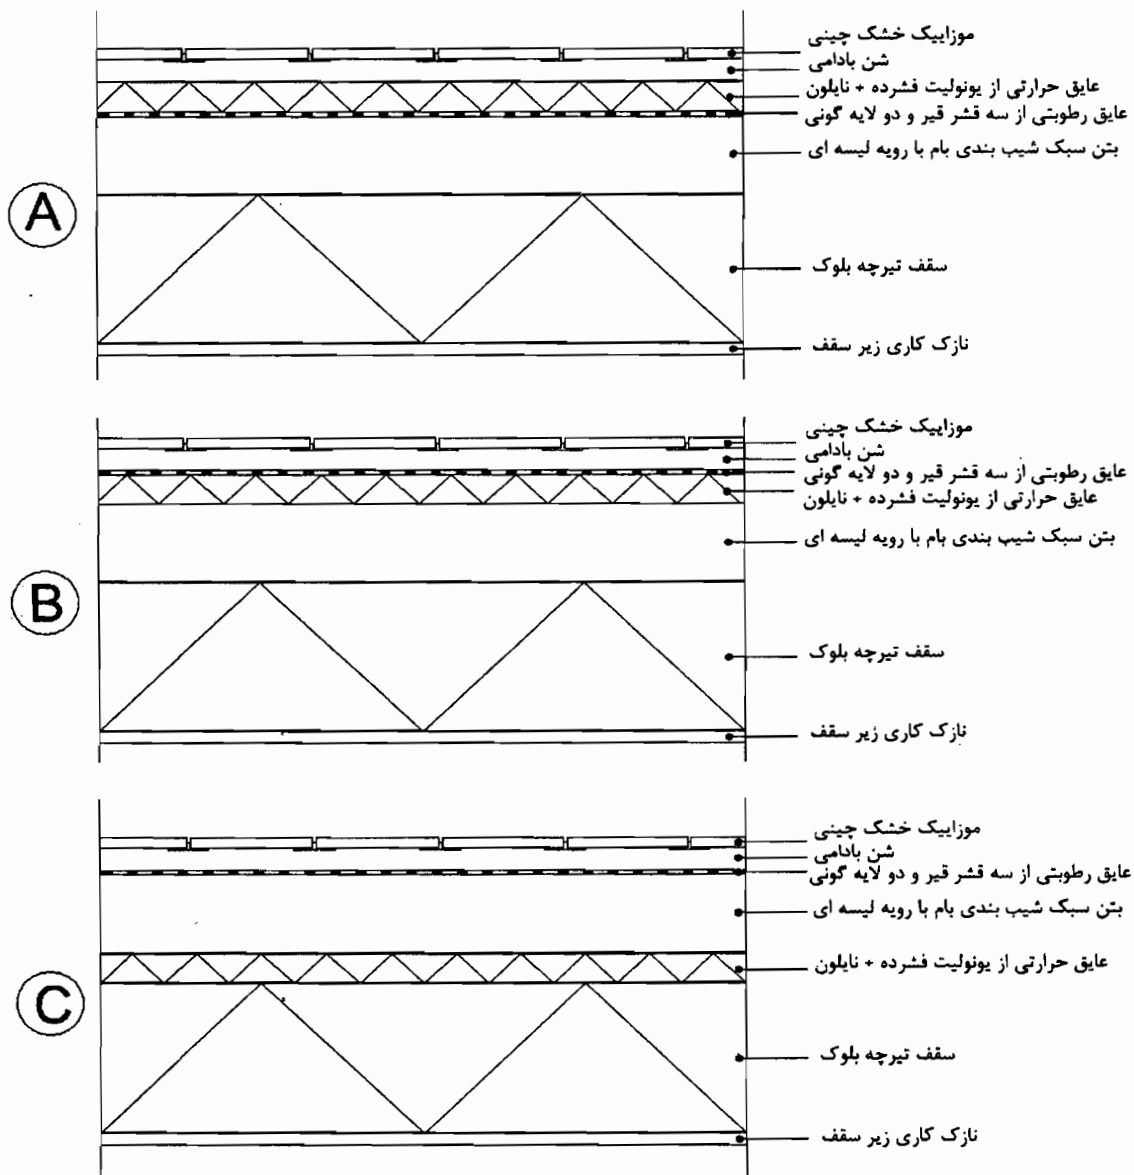 موزاییک خشک چینی
شن بادامی
عایق حرارتی از یونولیت فشرده + نایلون
عایق رطوبتی از سه قشر قیر و دو لایه گونی
بتن سبک شیب بندی بام با رویه لیسه ای
A
سقف تیرچه بلوک
نازک کاری زیر سقف
موزاییک خشک چینی
شن بادامی
عایق رطوبتی از سه قشر قیر و دو لایه گونی
عایق حرارتی از یونولیت فشرده + نایلون
بتن سبک شیب بندی بام با رویه لیسه ای
B
سقف تیرچه بلوک
نازک کاری زیر سقف
موزاییک خشک چینی
شن بادامی
عایق رطوبتی از سه قشر قیر و دو لایه گونی
بتن سبک شیب بندی بام با رویه لیسه ای
عایق حرارتی از یونولیت فشرده + نایلون
C
سقف تیرچه بلوک
نازک کاری زیر سقف